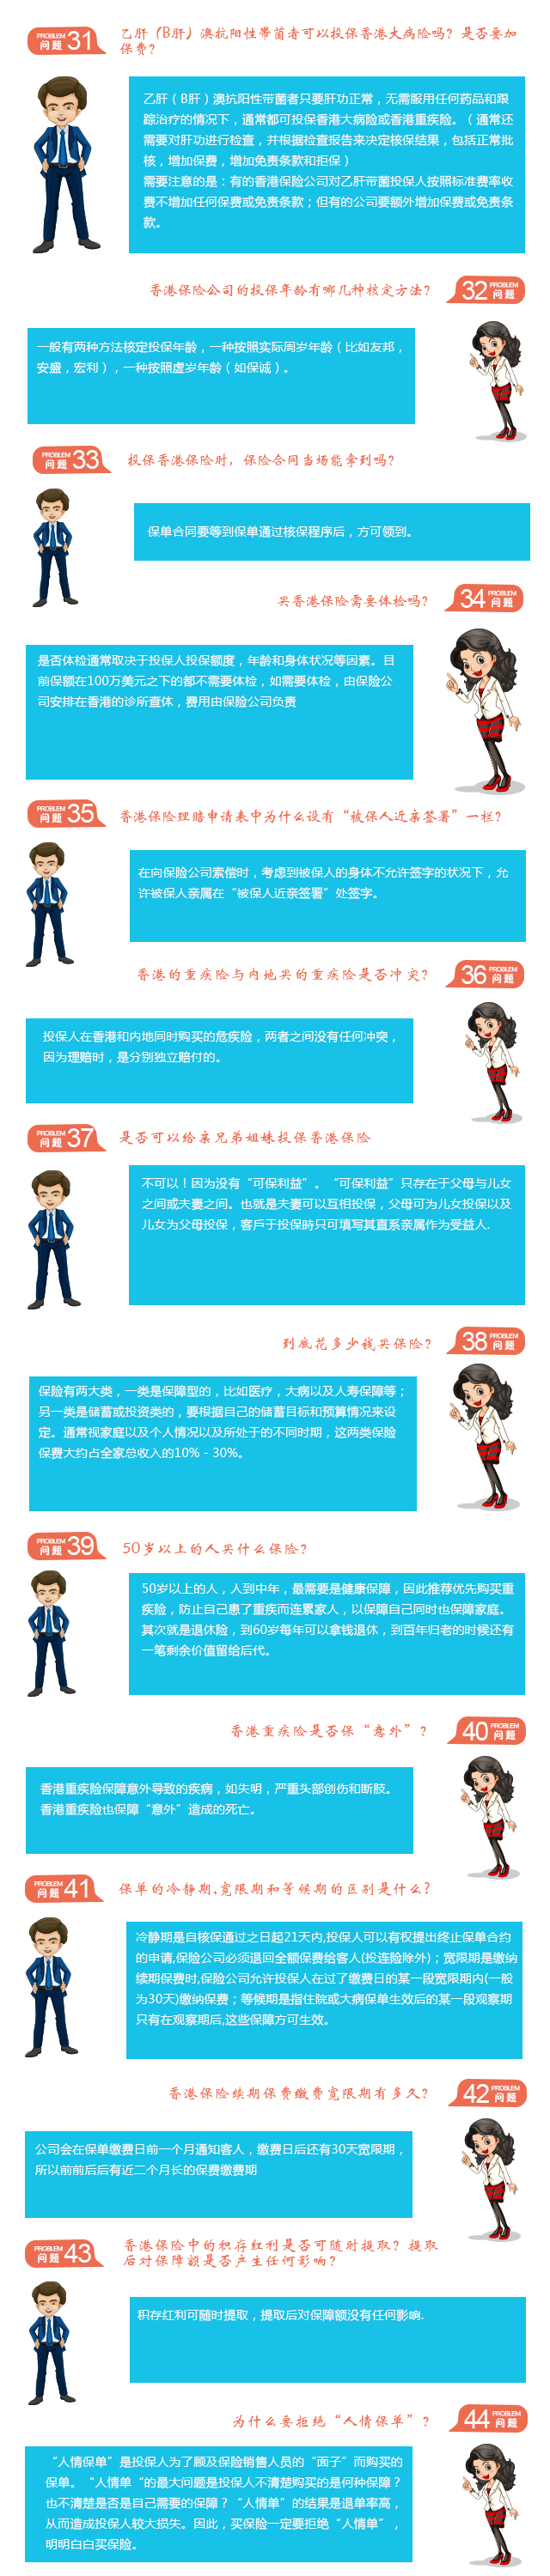 PROBLEM
问题 31
乙肝（B肝）澳抗阳性带菌者可以投保香港大病险吗？是否要加
保费？
乙肝（B肝）澳抗阳性带菌者只要肝功正常，无需服用任何药品和跟
踪治疗的情况下，通常都可投保香港大病险或香港重疾险。（通常还
需要对肝功进行检查，并根据检查报告来决定核保结果，包括正常批
核，增加保费，增加免责条款和拒保）
需要注意的是：有的香港保险公司对乙肝带菌投保人按照标准费率收
费不增加任何保费或免责条款；但有的公司要额外增加保费或免责条
款。
香港保险公司的投保年龄有哪几种核定方法？
32 PROBLEM
问题
一般有两种方法核定投保年龄，一种按照实际周岁年龄（比如友邦，
安盛，宏利），一种按照虚岁年龄（如保诚）。
PROBLEM
问题 33
投保香港保险时，保险合同当场能拿到吗？
保单合同要等到保单通过核保程序后，方可领到。
买香港保险需要体检吗？
34 PROBLEM
问题
是否体检通常取决于投保人投保额度，年龄和身体状况等因素。目
前保额在100万美元之下的都不需要体检，如需要体检，由保险公
司安排在香港的诊所查体，费用由保险公司负责
PROBLEM
问题 35
香港保险理赔申请表中为什么设有“被保人近亲签署”一栏？
在向保险公司索偿时，考虑到被保人的身体不允许签字的状况下，允
许被保人亲属在“被保人近亲签署”处签字。
香港的重疾险与内地买的重疾险是否冲突？
36 PROBLEM
问题
投保人在香港和内地同时购买的危疾险，两者之间没有任何冲突，
因为理赔时，是分别独立赔付的。
PROBLEM
问题 37
是否可以给亲兄弟姐妹投保香港保险
不可以！因为没有“可保利益”。“可保利益”只存在于父母与儿女
之间或夫妻之间。也就是夫妻可以互相投保，父母可为儿女投保以及
儿女为父母投保，客戶于投保時只可填写其直系亲属作为受益人.
到底花多少钱买保险？
38 PROBLEM
问题
保险有两大类，一类是保障型的，比如医疗，大病以及人寿保障等；
另一类是储蓄或投资类的，要根据自己的储蓄目标和预算情况来设
定。通常视家庭以及个人情况以及所处于的不同时期，这两类保险
保费大约占全家总收入的10% - 30%。
PROBLEM
问题 39
50岁以上的人买什么保险？
50岁以上的人，人到中年，最需要是健康保障，因此推荐优先购买重
疾险，防止自己患了重疾而连累家人，以保障自己同时也保障家庭。
其次就是退休险，到60岁每年可以拿钱退休，到百年归老的时候还有
一笔剩余价值留给后代。
香港重疾险是否保“意外”？
40 PROBLEM
问题
香港重疾险保障意外导致的疾病，如失明，严重头部创伤和断肢。
香港重疾险也保障“意外”造成的死亡。
PROBLEM
问题 41
保单的冷静期,宽限期和等候期的区别是什么？
冷静期是自核保通过之日起21天内,投保人可以有权提出终止保单合约
的申请,保险公司必须退回全额保费给客人(投连险除外)；宽限期是缴纳
续期保费时,保险公司允许投保人在过了缴费日的某一段宽限期内(一般
为30天)缴纳保费；等候期是指住院或大病保单生效后的某一段观察期
只有在观察期后,这些保障方可生效。
香港保险续期保费缴费宽限期有多久？
42 PROBLEM
问题
公司会在保单缴费日前一个月通知客人，缴费日后还有30天宽限期，
所以前前后后有近二个月长的保费缴费期
PROBLEM
问题 43
香港保险中的积存红利是否可随时提取？提取
后对保障额是否产生任何影响？
积存红利可随时提取，提取后对保障额没有任何影响.
为什么要拒绝“人情保单”？
44 PROBLEM
问题
“人情保单”是投保人为了顾及保险销售人员的“面子”而购买的
保单。“人情单“的最大问题是投保人不清楚购买的是何种保障？
也不清楚是否是自己需要的保障？“人情单”的结果是退单率高，
从而造成投保人较大损失。因此，买保险一定要拒绝“人情单”，
明明白白买保险。